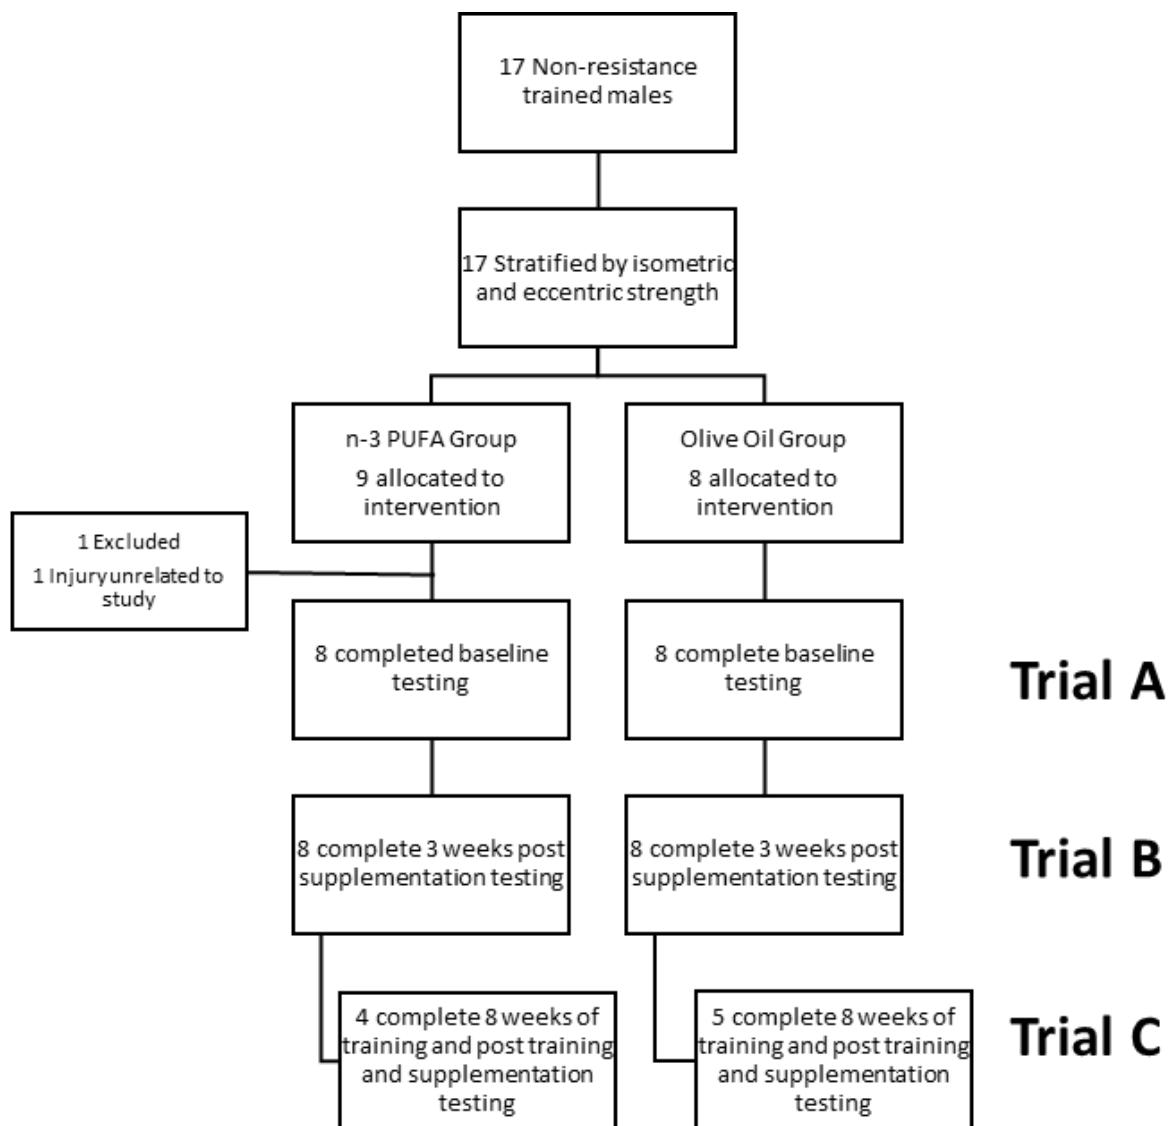 17 Non-resistance
trained males
17 Stratified by isometric
and eccentric strength
n-3 PUFA Group
9 allocated to
intervention
Olive Oil Group
8 allocated to
intervention
1 Excluded
1 Injury unrelated to
study
8 completed baseline
testing
8 complete baseline
testing
Trial A
8 complete 3 weeks post
supplementation testing
8 complete 3 weeks post
supplementation testing
Trial B
4 complete 8 weeks of
training and post training
and supplementation
testing
5 complete 8 weeks of
training and post training
and supplementation
testing
Trial C